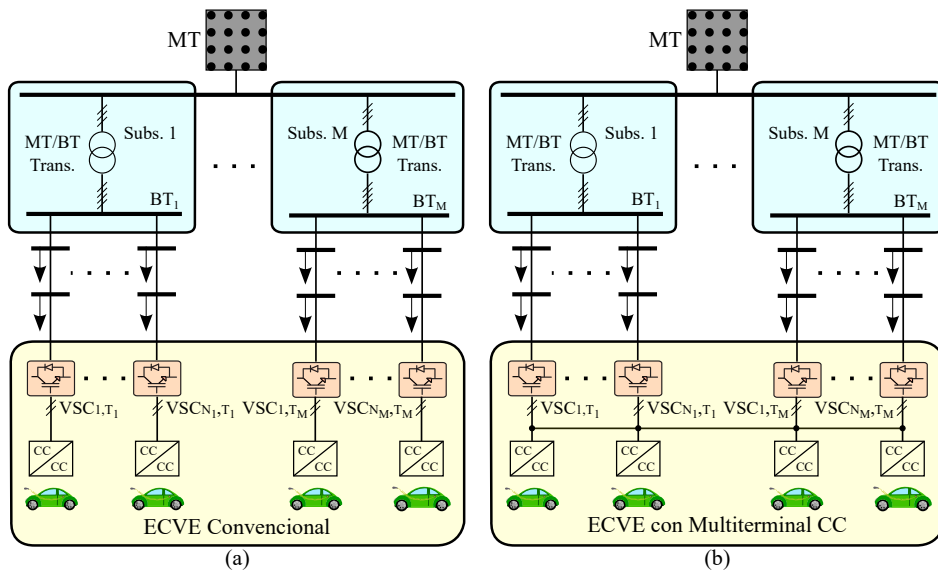 MT
Subs. 1
MT/BT
Trans.
BT1
Subs. M
MT/BT
Trans.
BTM
VSC1,T1
VSCN1,T1
VSC1,TM
VSCNM,TM
CC
CC
CC
CC
CC
CC
CC
CC
ECVE Convencional
(a)
MT
Subs. 1
MT/BT
Trans.
BT1
Subs. M
MT/BT
Trans.
BTM
VSC1,T1
VSCN1,T1
VSC1,TM
VSCNM,TM
CC
CC
CC
CC
CC
CC
CC
CC
ECVE con Multiterminal CC
(b)